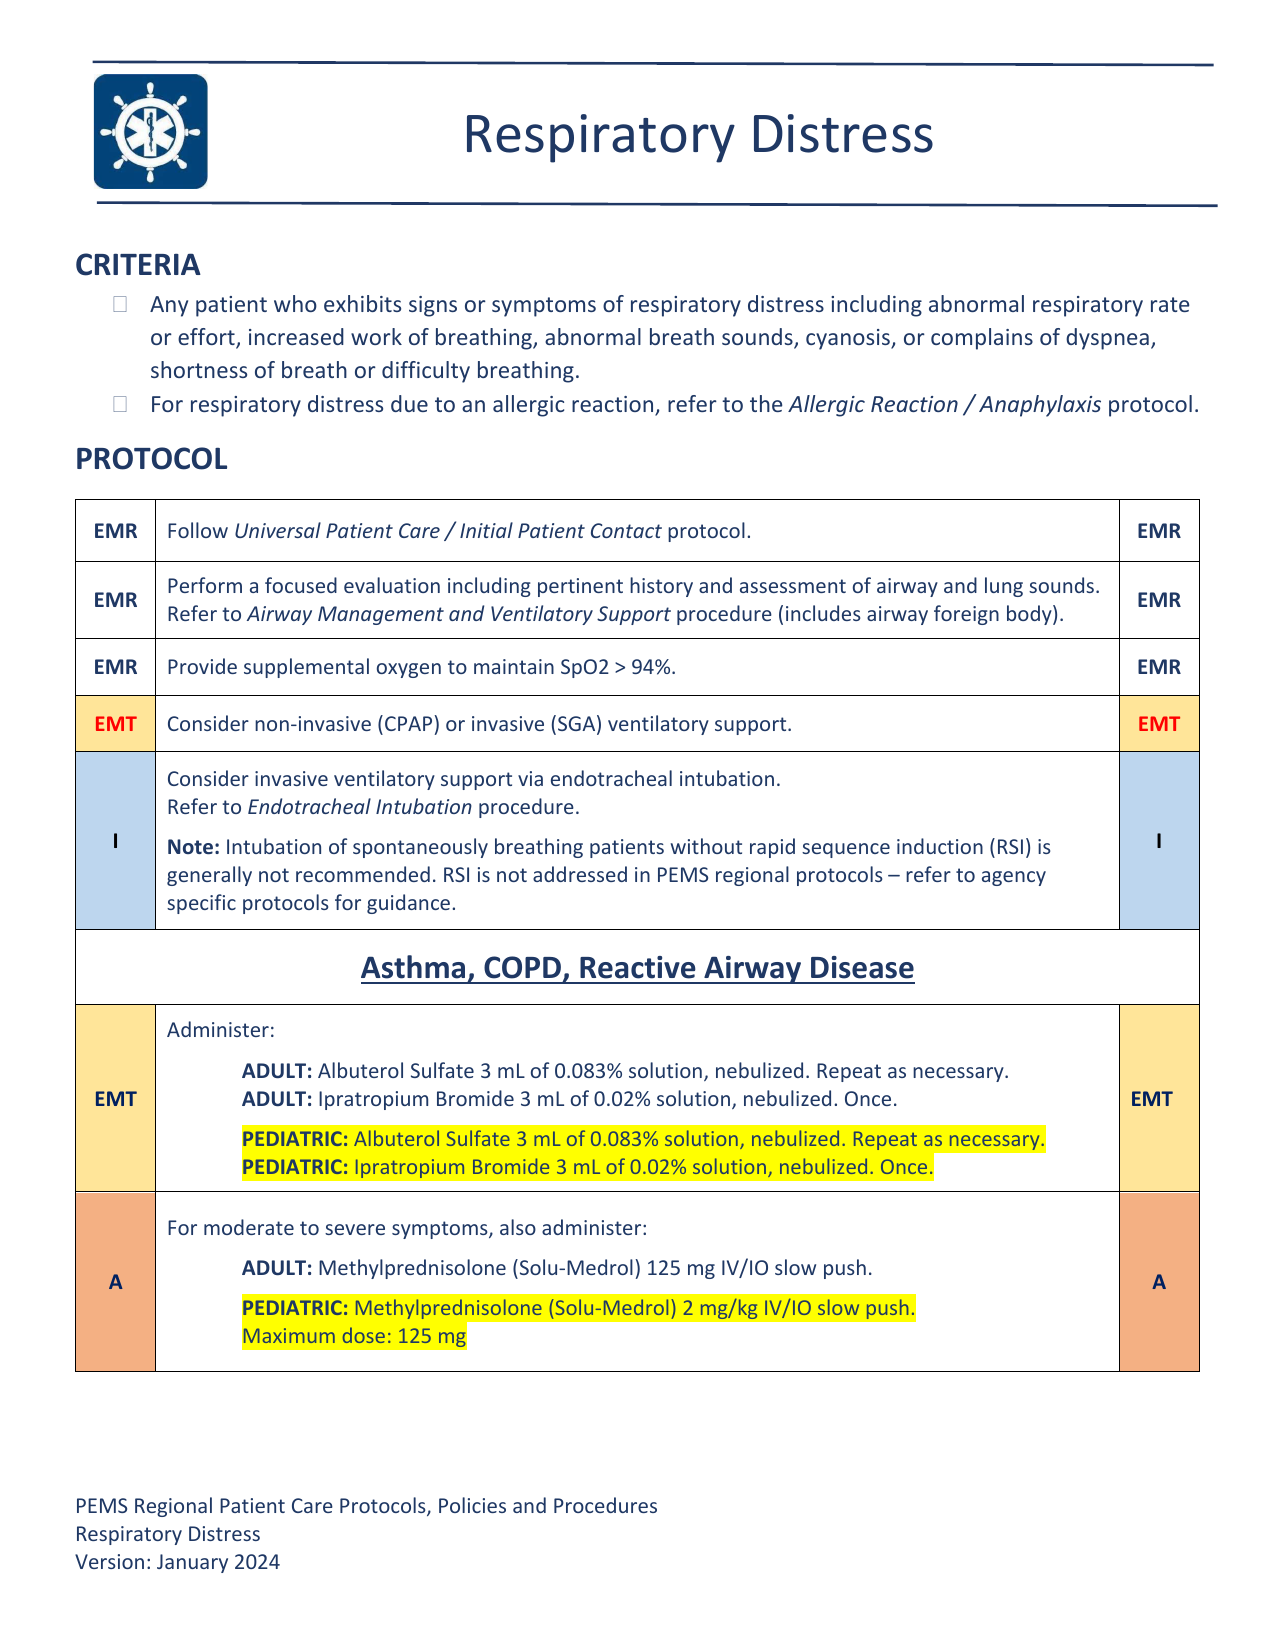 Respiratory Distress
CRITERIA
□ Any patient who exhibits signs or symptoms of respiratory distress including abnormal respiratory rate
or effort, increased work of breathing, abnormal breath sounds, cyanosis, or complains of dyspnea,
shortness of breath or difficulty breathing.
□ For respiratory distress due to an allergic reaction, refer to the Allergic Reaction / Anaphylaxis protocol.
PROTOCOL
EMR Follow Universal Patient Care / Initial Patient Contact protocol. EMR
Perform a focused evaluation including pertinent history and assessment of airway and lung sounds.
EMR EMR
Refer to Airway Management and Ventilatory Support procedure (includes airway foreign body).
EMR Provide supplemental oxygen to maintain SpO2 > 94%. EMR
EMT Consider non-invasive (CPAP) or invasive (SGA) ventilatory support. EMT
Consider invasive ventilatory support via endotracheal intubation.
Refer to Endotracheal Intubation procedure.
I I
Note: Intubation of spontaneously breathing patients without rapid sequence induction (RSI) is
generally not recommended. RSI is not addressed in PEMS regional protocols – refer to agency
specific protocols for guidance.
Asthma, COPD, Reactive Airway Disease
Administer:
ADULT: Albuterol Sulfate 3 mL of 0.083% solution, nebulized. Repeat as necessary.
EMT ADULT: Ipratropium Bromide 3 mL of 0.02% solution, nebulized. Once. EMT
PEDIATRIC: Albuterol Sulfate 3 mL of 0.083% solution, nebulized. Repeat as necessary.
PEDIATRIC: Ipratropium Bromide 3 mL of 0.02% solution, nebulized. Once.
For moderate to severe symptoms, also administer:
ADULT: Methylprednisolone (Solu-Medrol) 125 mg IV/IO slow push.
A A
PEDIATRIC: Methylprednisolone (Solu-Medrol) 2 mg/kg IV/IO slow push.
Maximum dose: 125 mg
PEMS Regional Patient Care Protocols, Policies and Procedures
Respiratory Distress
Version: January 2024